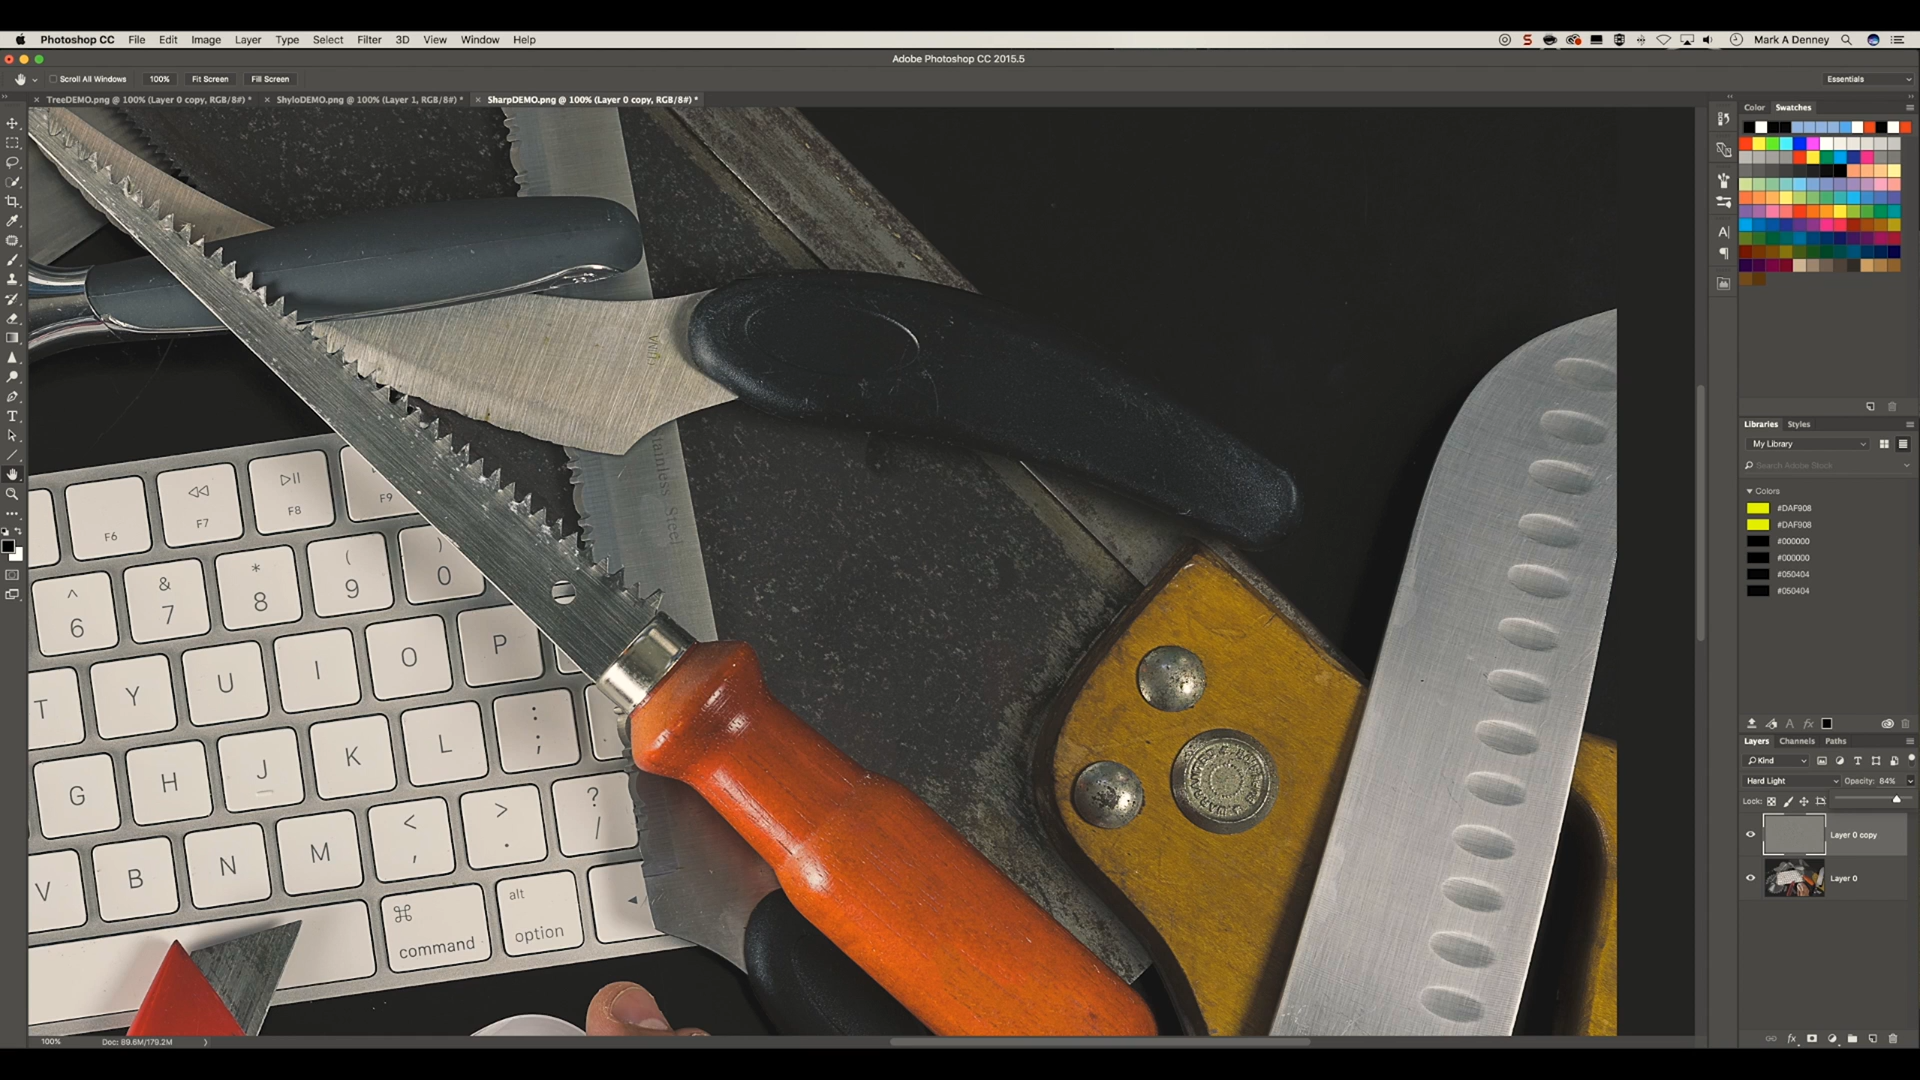 Photoshop CC File Edit Image Layer Type Select Filter 3D View Window Help Mark A Denney
Adobe Photoshop CC 2015.5
Scroll All Windows 100% Fit Screen Fill Screen Essentials
TreeDEMO.png @ 100% (Layer 0 copy, RGB/8#) * ShyloDEMO.png @ 100% (Layer 1, RGB/8#) * SharpDEMO.png @ 100% (Layer 0 copy, RGB/8#) *
Color Swatches
Libraries Styles
My Library
Search Adobe Stock
Colors
#DAF908
#DAF908
#000000
#000000
#050404
#050404
Layers Channels Paths
Kind
Hard Light Opacity: 84%
Lock:
Layer 0 copy
Layer 0
tainless Steel
F6 F7 F8 F9
^ & * ( )
6 7 8 9 0
T Y U I O P
G H J K L : ;
V B N M < , > . ? /
⌘ command alt option
100% Doc: 89.6M/179.2M